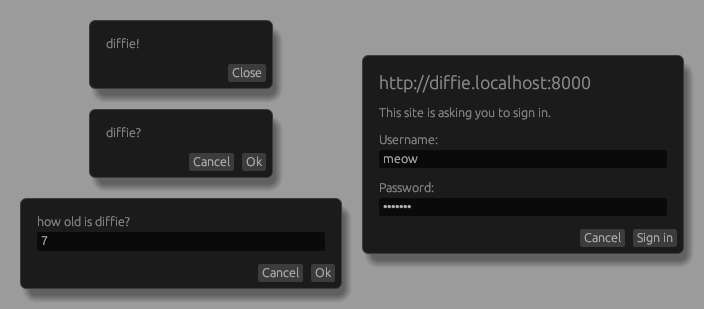 diffie!
Close
diffie?
Cancel Ok
how old is diffie?
7
Cancel Ok
http://diffie.localhost:8000
This site is asking you to sign in.
Username:
meow
Password:
•••••••
Cancel Sign in